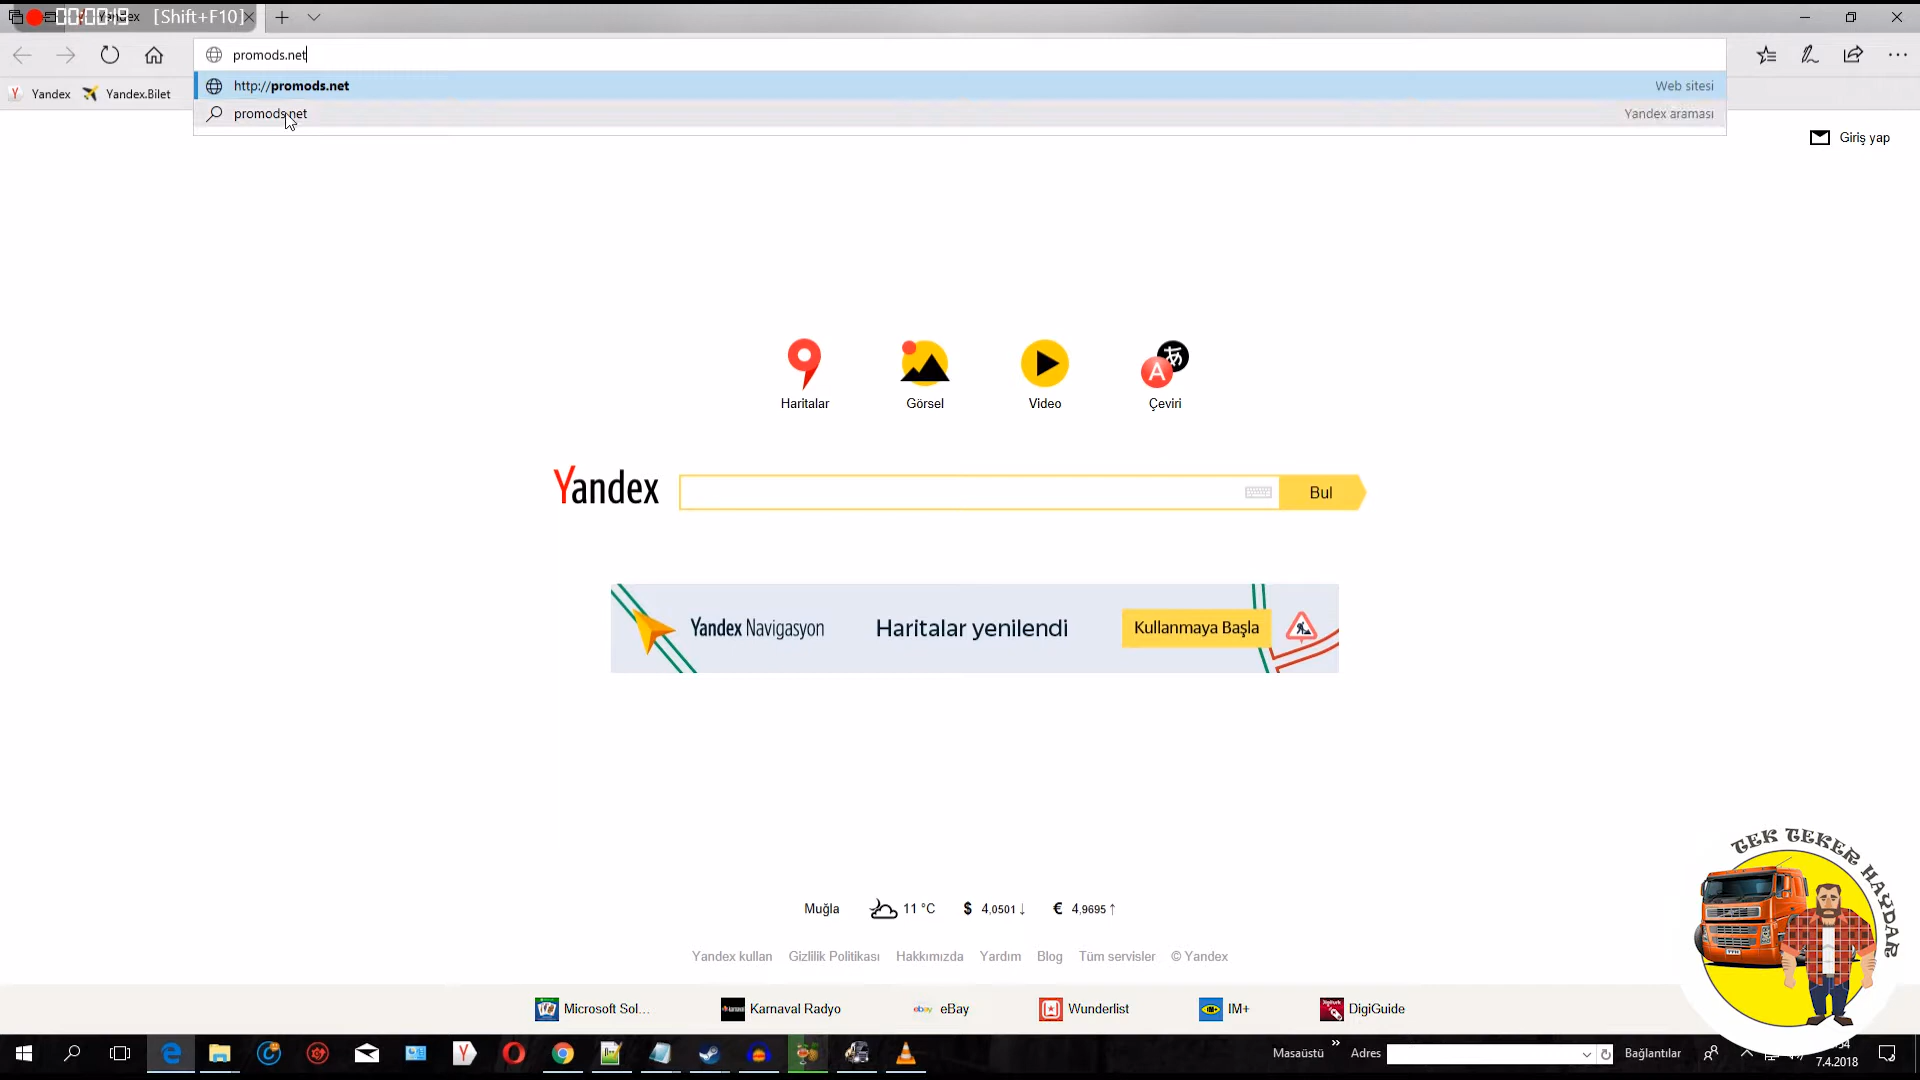 00:00:19 [Shift+F10]
promods.net
http://promods.net Web sitesi
promods.net Yandex araması
Yandex Yandex.Bilet
Giriş yap
Haritalar Görsel Video Çeviri
Yandex Bul
Yandex Navigasyon Haritalar yenilendi Kullanmaya Başla
Muğla 11 °C $ 4,0501↓ € 4,9695↑
Yandex kullan Gizlilik Politikası Hakkımızda Yardım Blog Tüm servisler © Yandex
Microsoft Sol... Karnaval Radyo eBay Wunderlist IM+ DigiGuide
TEK TEKER HAYDAR
Masaüstü » Adres Bağlantılar
7.4.2018